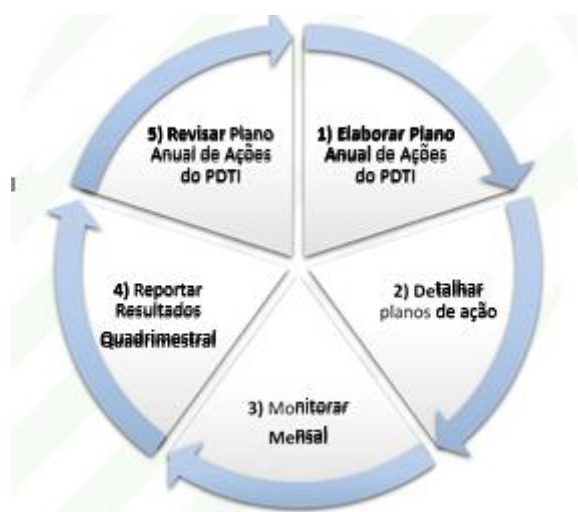 1) Elaborar Plano
Anual de Ações
do PDTI
2) Detalhar
planos de ação
3) Monitorar
Mensal
4) Reportar
Resultados
Quadrimestral
5) Revisar Plano
Anual de Ações
do PDTI